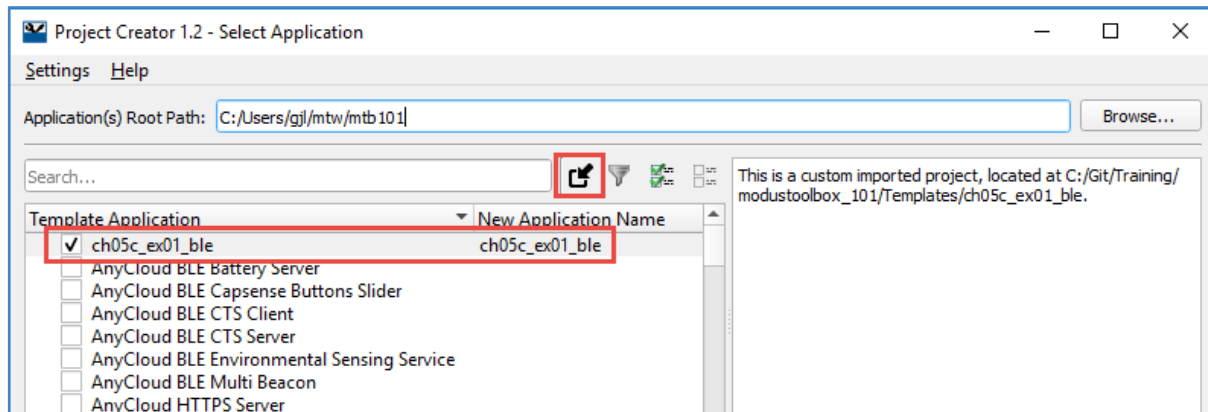 Project Creator 1.2 - Select Application
Settings Help
Application(s) Root Path: C:/Users/gjl/mtw/mtb101 Browse...
Search...
Template Application New Application Name
ch05c_ex01_ble ch05c_ex01_ble
AnyCloud BLE Battery Server
AnyCloud BLE Capsense Buttons Slider
AnyCloud BLE CTS Client
AnyCloud BLE CTS Server
AnyCloud BLE Environmental Sensing Service
AnyCloud BLE Multi Beacon
AnyCloud HTTPS Server
This is a custom imported project, located at C:/Git/Training/
modustoolbox_101/Templates/ch05c_ex01_ble.